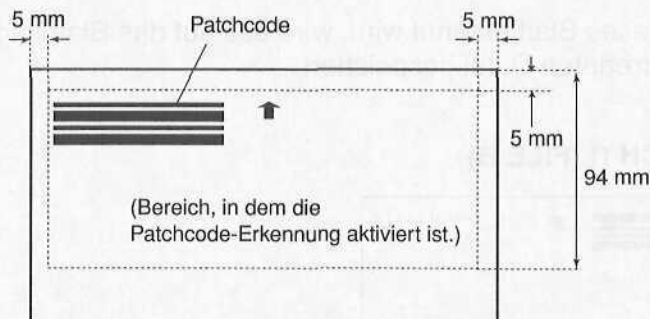 5 mm
Patchcode
5 mm
5 mm
94 mm
(Bereich, in dem die
Patchcode-Erkennung aktiviert ist.)